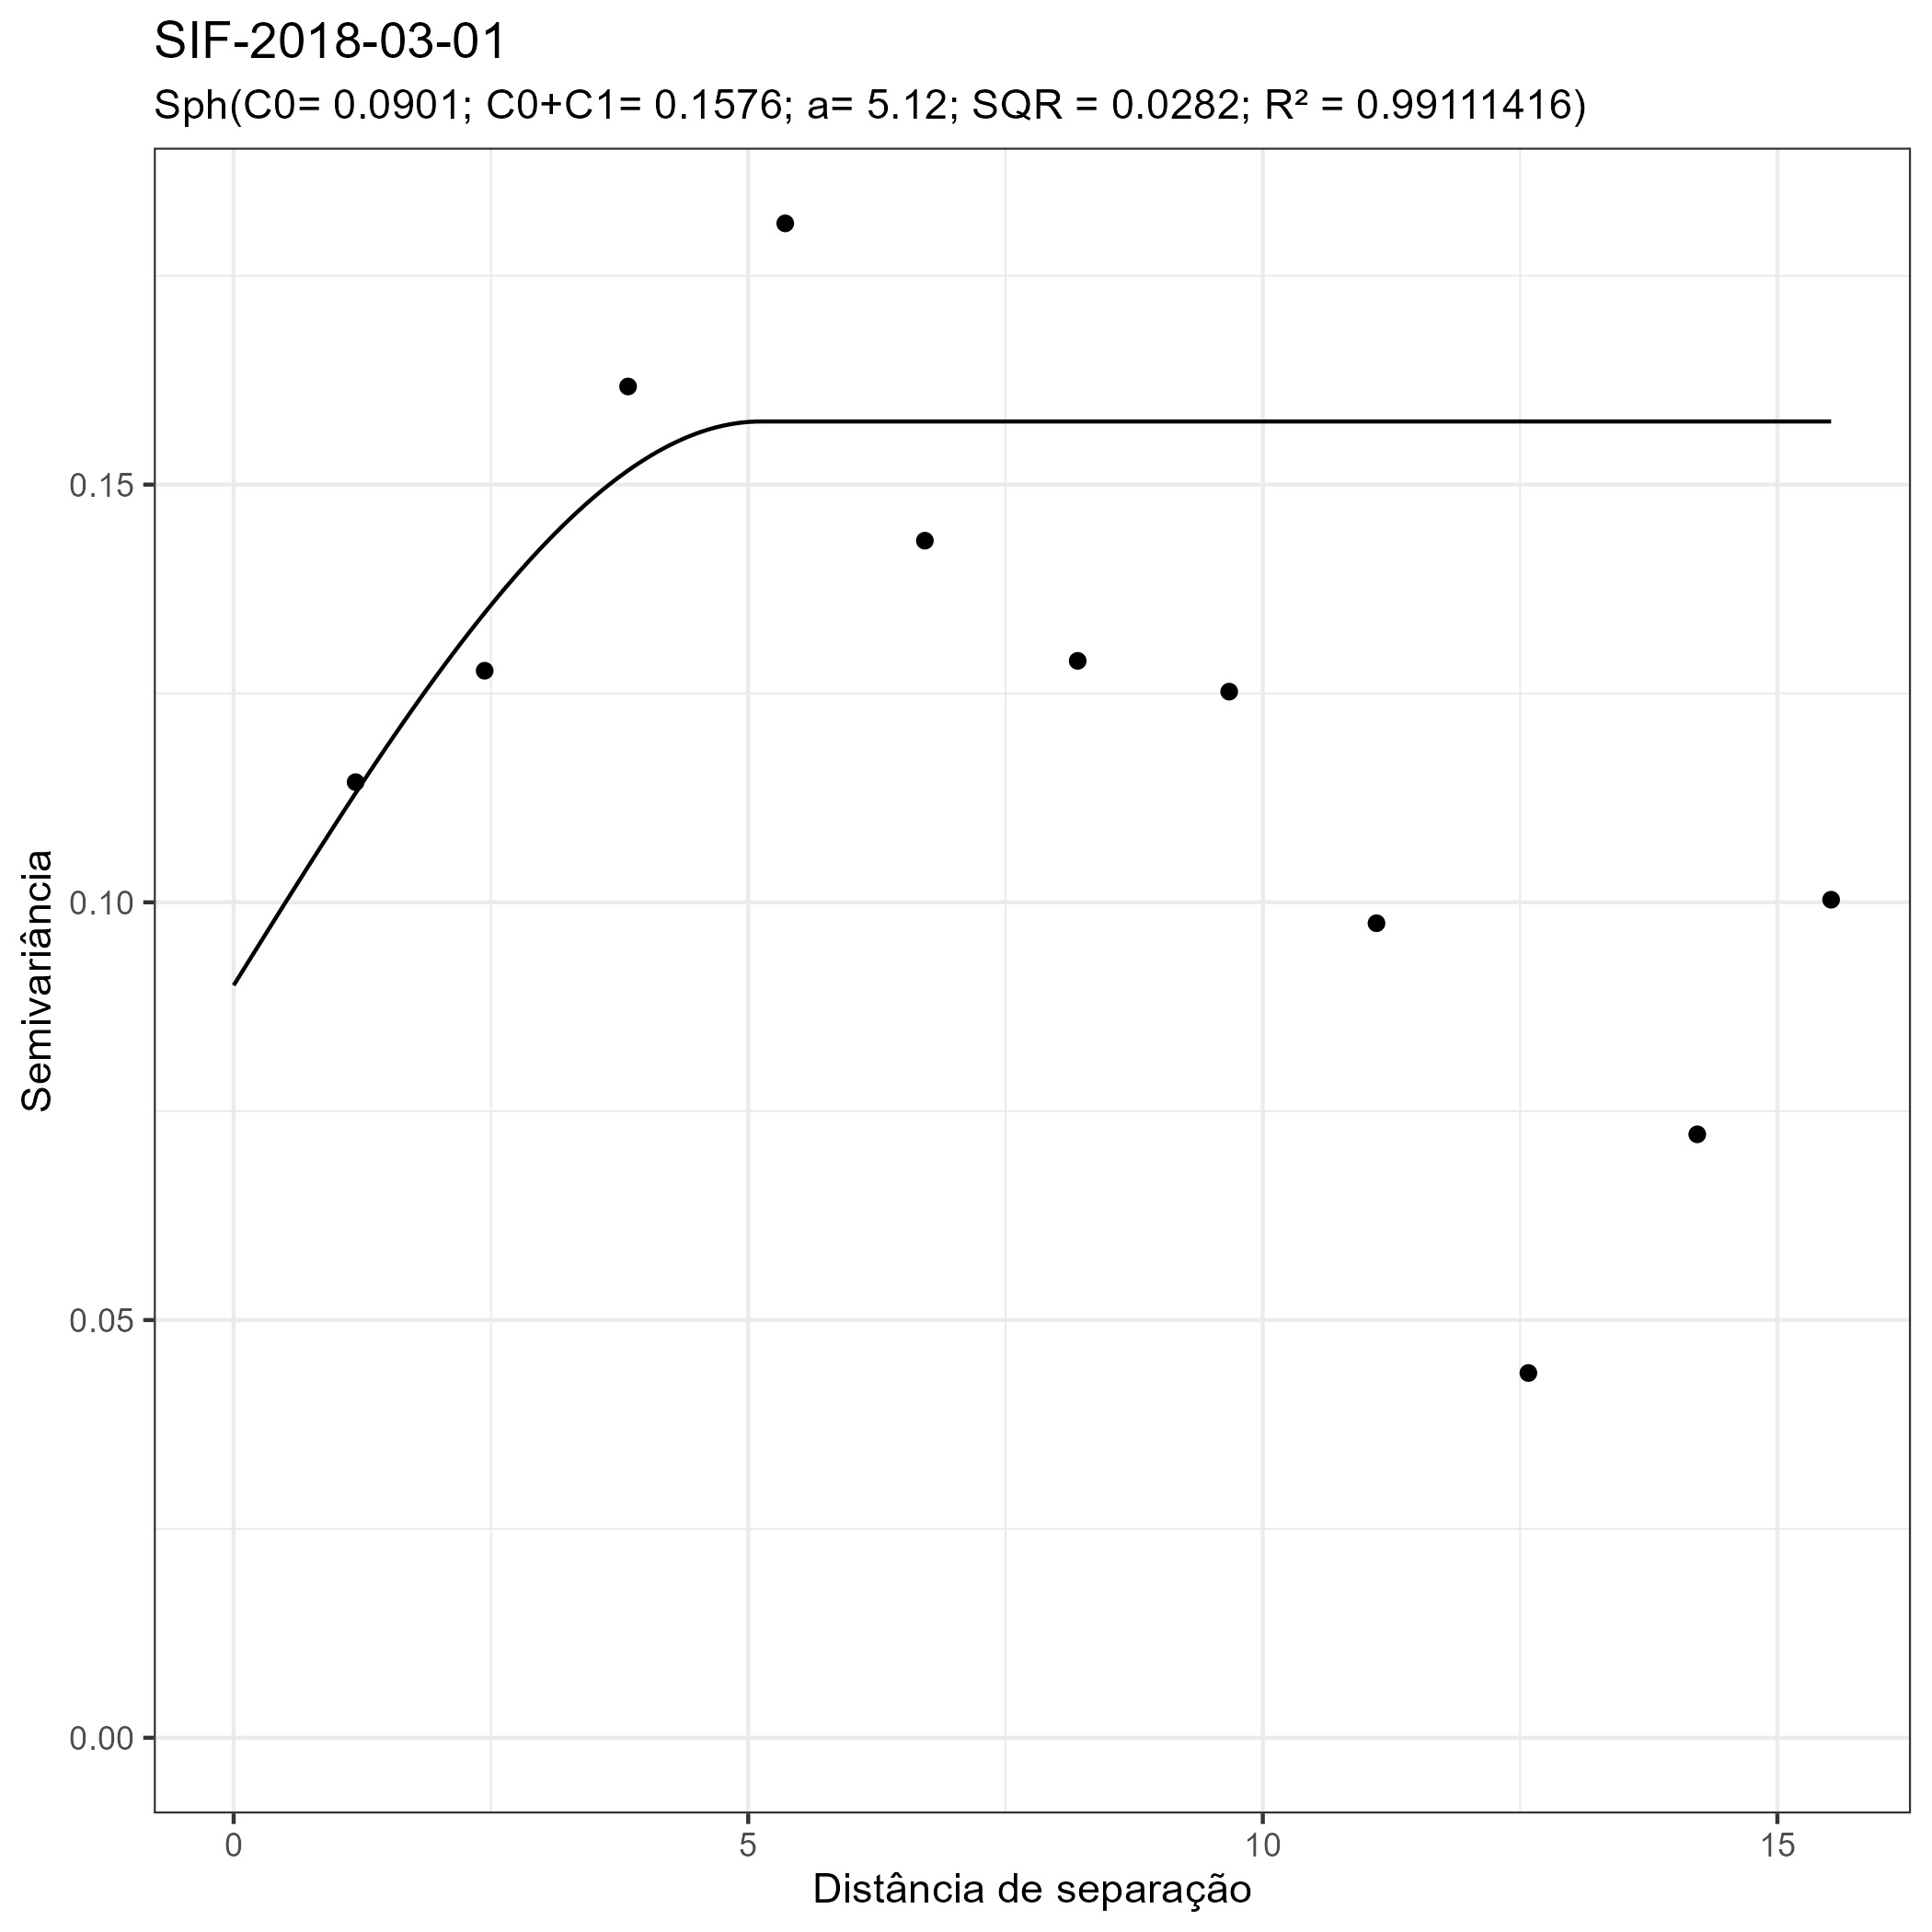 SIF-2018-03-01
Sph(C0= 0.0901; C0+C1= 0.1576; a= 5.12; SQR = 0.0282; R² = 0.99111416)
Semivariância
0.15
0.10
0.05
0.00
0
5
10
15
Distância de separação